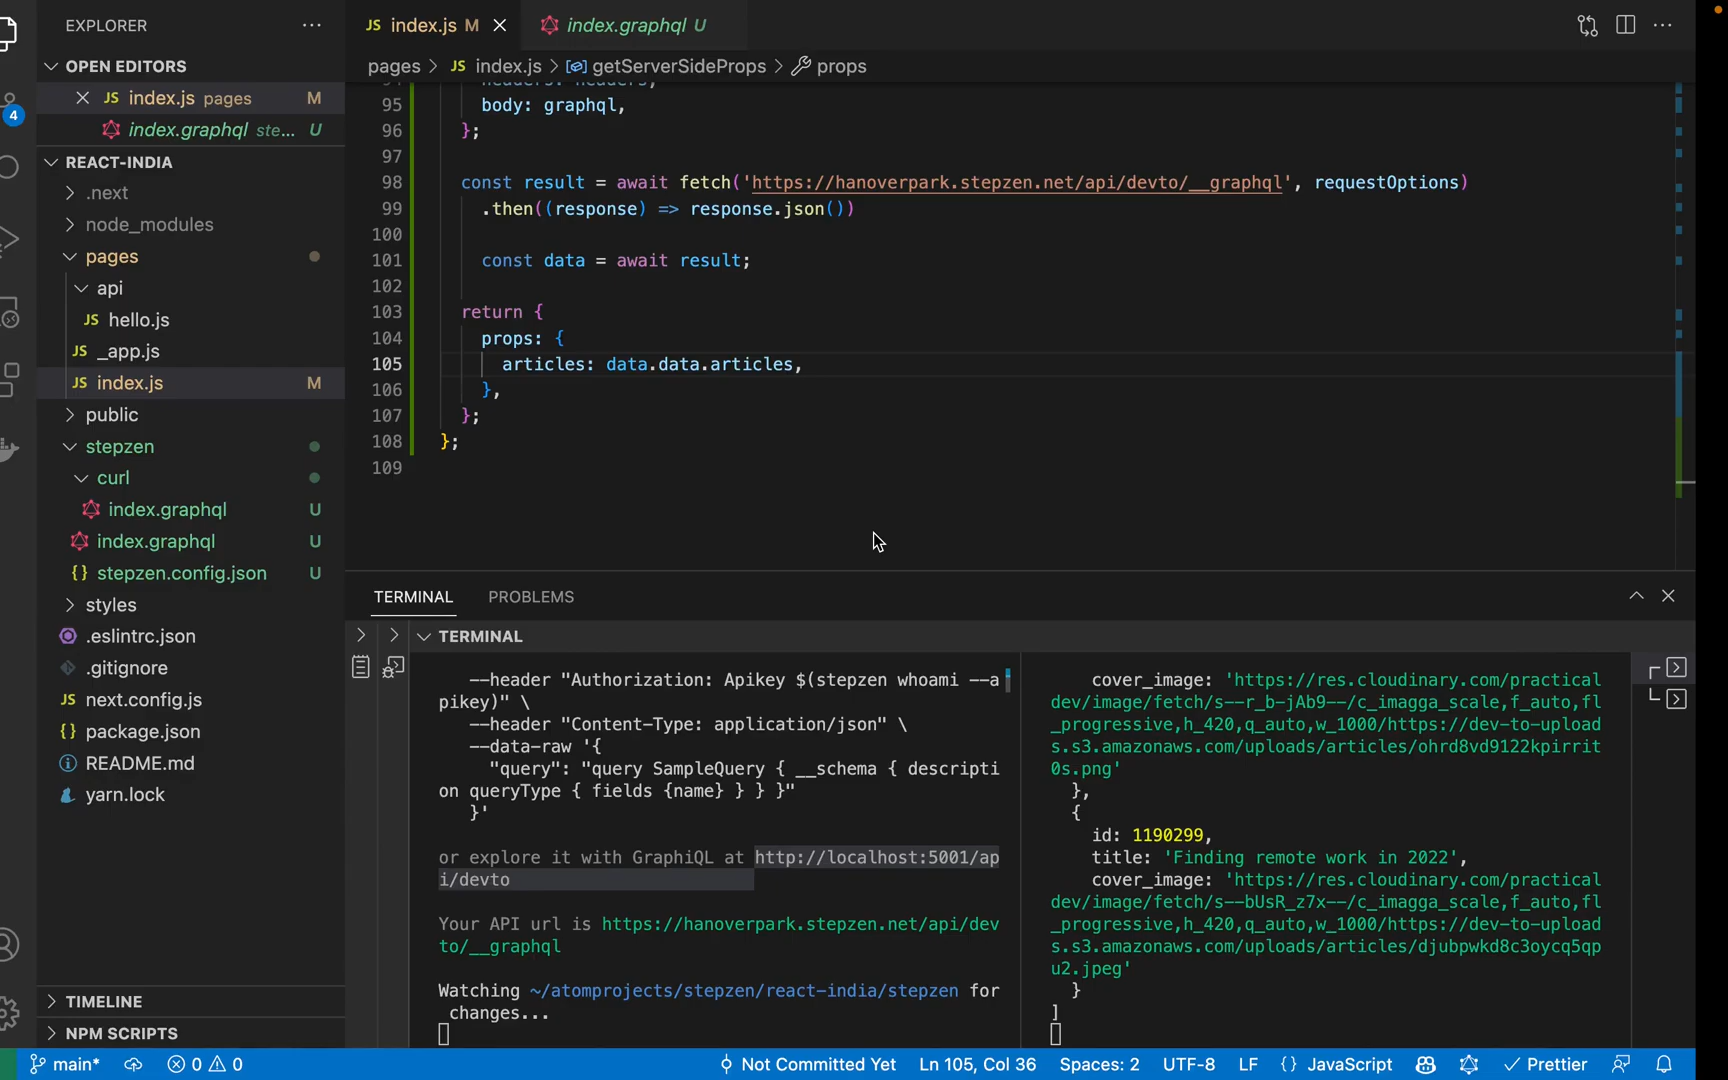 EXPLORER
OPEN EDITORS
4
JS index.js pages M
index.graphql ste... U
REACT-INDIA
.next
node_modules
pages
api
JS hello.js
JS _app.js
JS index.js M
public
stepzen
curl
index.graphql U
index.graphql U
{} stepzen.config.json U
styles
.eslintrc.json
.gitignore
JS next.config.js
{} package.json
README.md
yarn.lock
TIMELINE
NPM SCRIPTS
JS index.js M
index.graphql U
pages > JS index.js > getServerSideProps > props
94 headers: headers,
95 body: graphql,
96 };
97
98 const result = await fetch('https://hanoverpark.stepzen.net/api/devto/__graphql', requestOptions)
99 .then((response) => response.json())
100
101 const data = await result;
102
103 return {
104 props: {
105 articles: data.data.articles,
106 },
107 };
108 };
109
TERMINAL PROBLEMS
TERMINAL
--header "Authorization: Apikey $(stepzen whoami --a
pikey)" \
--header "Content-Type: application/json" \
--data-raw '{
"query": "query SampleQuery { __schema { descripti
on queryType { fields {name} } } }"
}'
or explore it with GraphiQL at http://localhost:5001/ap
i/devto
Your API url is https://hanoverpark.stepzen.net/api/dev
to/__graphql
Watching ~/atomprojects/stepzen/react-india/stepzen for
changes...
cover_image: 'https://res.cloudinary.com/practical
dev/image/fetch/s--r_b-jAb9--/c_imagga_scale,f_auto,fl
_progressive,h_420,q_auto,w_1000/https://dev-to-upload
s.s3.amazonaws.com/uploads/articles/ohrd8vd9122kpirrit
0s.png'
},
{
id: 1190299,
title: 'Finding remote work in 2022',
cover_image: 'https://res.cloudinary.com/practical
dev/image/fetch/s--bUsR_z7x--/c_imagga_scale,f_auto,fl
_progressive,h_420,q_auto,w_1000/https://dev-to-upload
s.s3.amazonaws.com/uploads/articles/djubpwkd8c3oycq5qp
u2.jpeg'
}
]
main* 0 0 Not Committed Yet Ln 105, Col 36 Spaces: 2 UTF-8 LF {} JavaScript Prettier